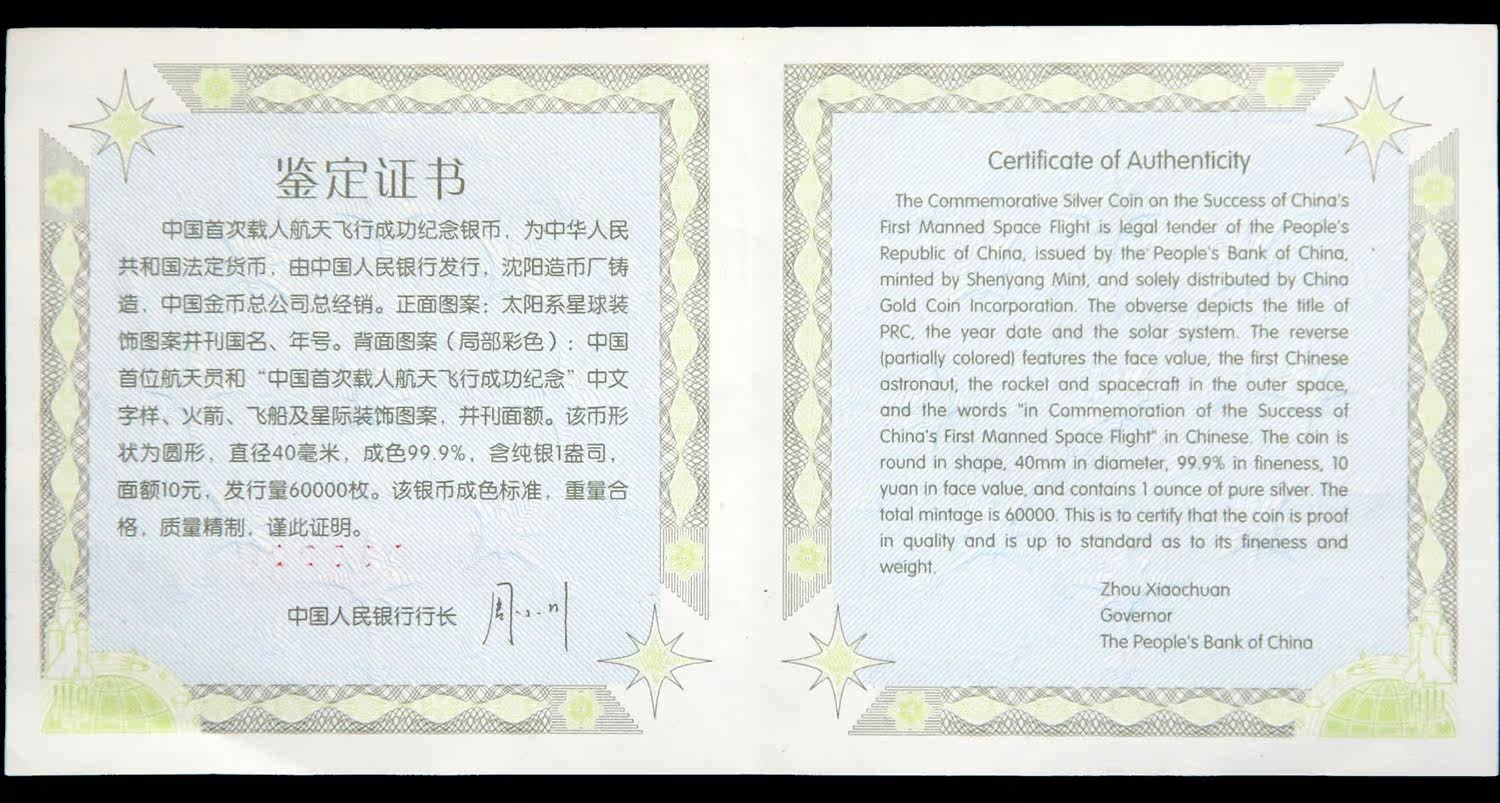 鉴定证书
中国首次载人航天飞行成功纪念银币，为中华人民
共和国法定货币，由中国人民银行发行，沈阳造币厂铸
造，中国金币总公司总经销。正面图案：太阳系星球装
饰图案并刊国名、年号。背面图案（局部彩色）：中国
首位航天员和“中国首次载人航天飞行成功纪念”中文
字样、火箭、飞船及星际装饰图案，并刊面额。该币形
状为圆形，直径40毫米，成色99.9%，含纯银1盎司，
面额10元，发行量60000枚。该银币成色标准，重量合
格，质量精制，谨此证明。
中国人民银行行长 周小川
Certificate of Authenticity
The Commemorative Silver Coin on the Success of China's
First Manned Space Flight is legal tender of the People's
Republic of China, issued by the People's Bank of China,
minted by Shenyang Mint, and solely distributed by China
Gold Coin Incorporation. The obverse depicts the title of
PRC, the year date and the solar system. The reverse
(partially colored) features the face value, the first Chinese
astronaut, the rocket and spacecraft in the outer space,
and the words "in Commemoration of the Success of
China's First Manned Space Flight" in Chinese. The coin is
round in shape, 40mm in diameter, 99.9% in fineness, 10
yuan in face value, and contains 1 ounce of pure silver. The
total mintage is 60000. This is to certify that the coin is proof
in quality and is up to standard as to its fineness and
weight.
Zhou Xiaochuan
Governor
The People's Bank of China